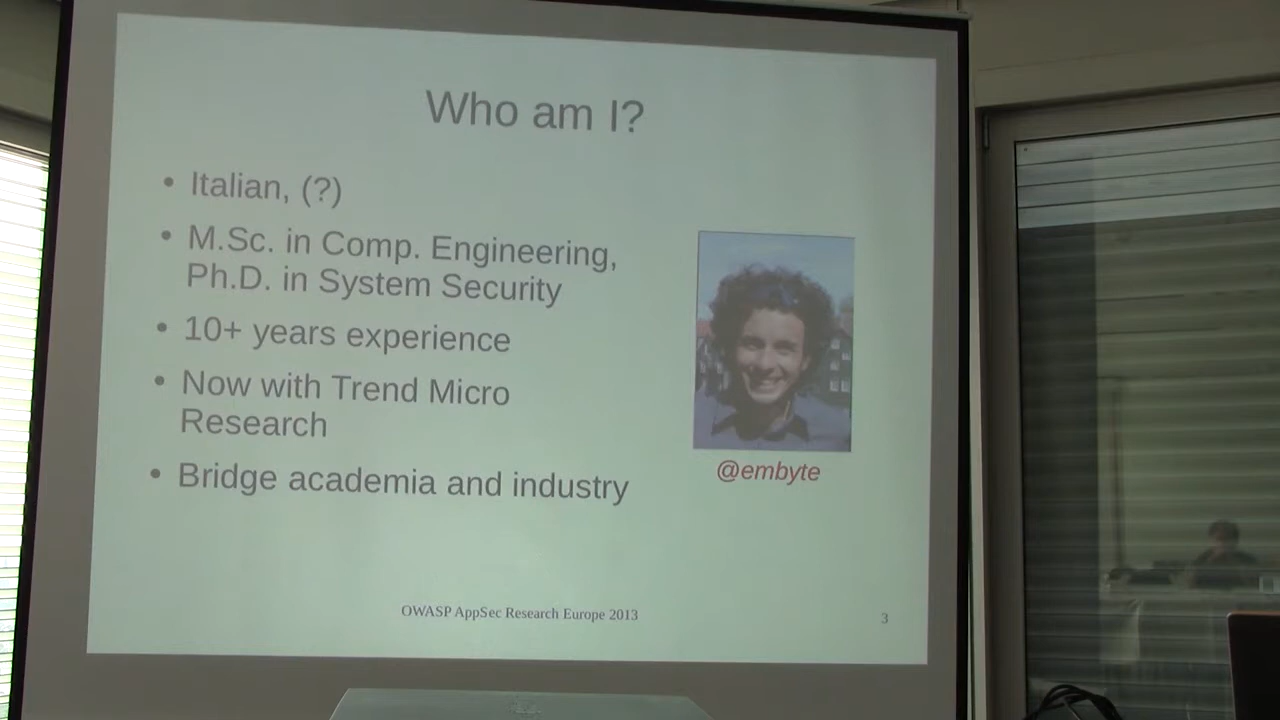 Who am I?
• Italian, (?)
• M.Sc. in Comp. Engineering,
Ph.D. in System Security
• 10+ years experience
• Now with Trend Micro
Research
• Bridge academia and industry
@embyte
OWASP AppSec Research Europe 2013
3